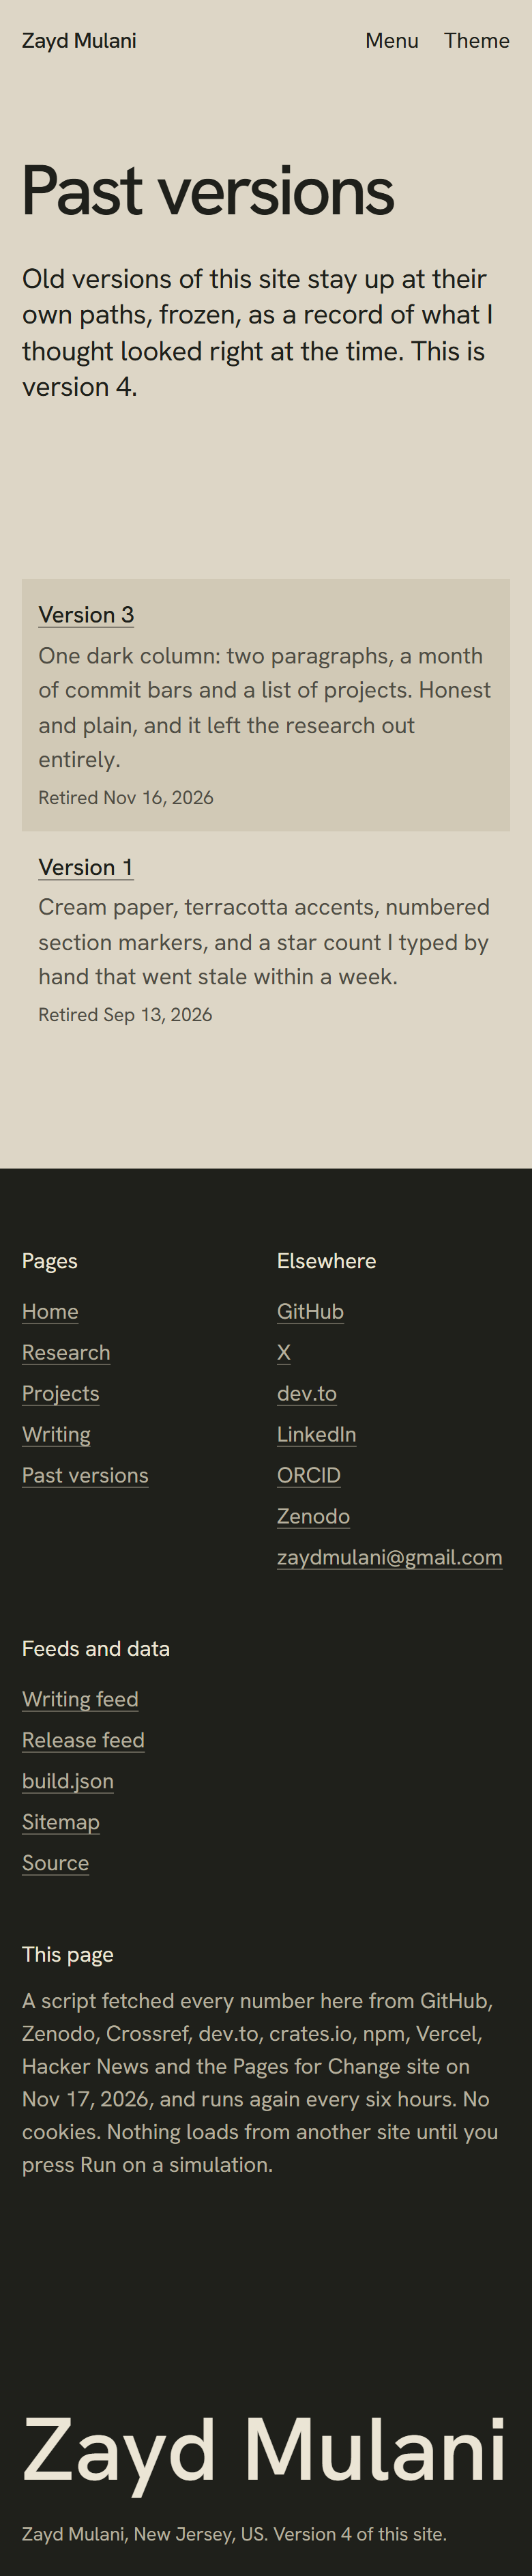 Zayd Mulani
Menu
Theme
Past versions
Old versions of this site stay up at their
own paths, frozen, as a record of what I
thought looked right at the time. This is
version 4.
Version 3
One dark column: two paragraphs, a month
of commit bars and a list of projects. Honest
and plain, and it left the research out
entirely.
Retired Nov 16, 2026
Version 1
Cream paper, terracotta accents, numbered
section markers, and a star count I typed by
hand that went stale within a week.
Retired Sep 13, 2026
Pages
Home
Research
Projects
Writing
Past versions
Elsewhere
GitHub
X
dev.to
LinkedIn
ORCID
Zenodo
zaydmulani@gmail.com
Feeds and data
Writing feed
Release feed
build.json
Sitemap
Source
This page
A script fetched every number here from GitHub,
Zenodo, Crossref, dev.to, crates.io, npm, Vercel,
Hacker News and the Pages for Change site on
Nov 17, 2026, and runs again every six hours. No
cookies. Nothing loads from another site until you
press Run on a simulation.
Zayd Mulani
Zayd Mulani, New Jersey, US. Version 4 of this site.